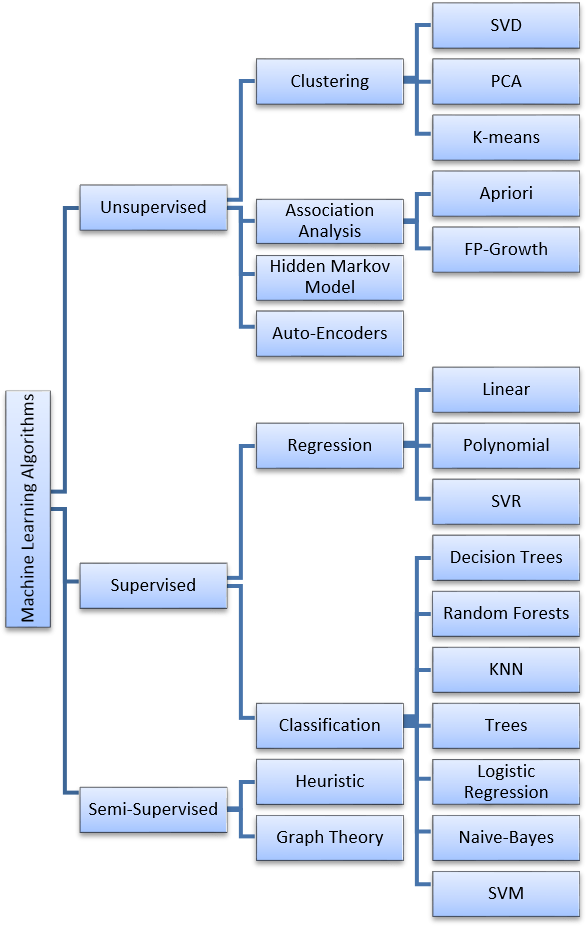 Machine Learning Algorithms
Unsupervised
Clustering
SVD
PCA
K-means
Association
Analysis
Apriori
FP-Growth
Hidden Markov
Model
Auto-Encoders
Supervised
Regression
Linear
Polynomial
SVR
Classification
Decision Trees
Random Forests
KNN
Trees
Logistic
Regression
Naive-Bayes
SVM
Semi-Supervised
Heuristic
Graph Theory